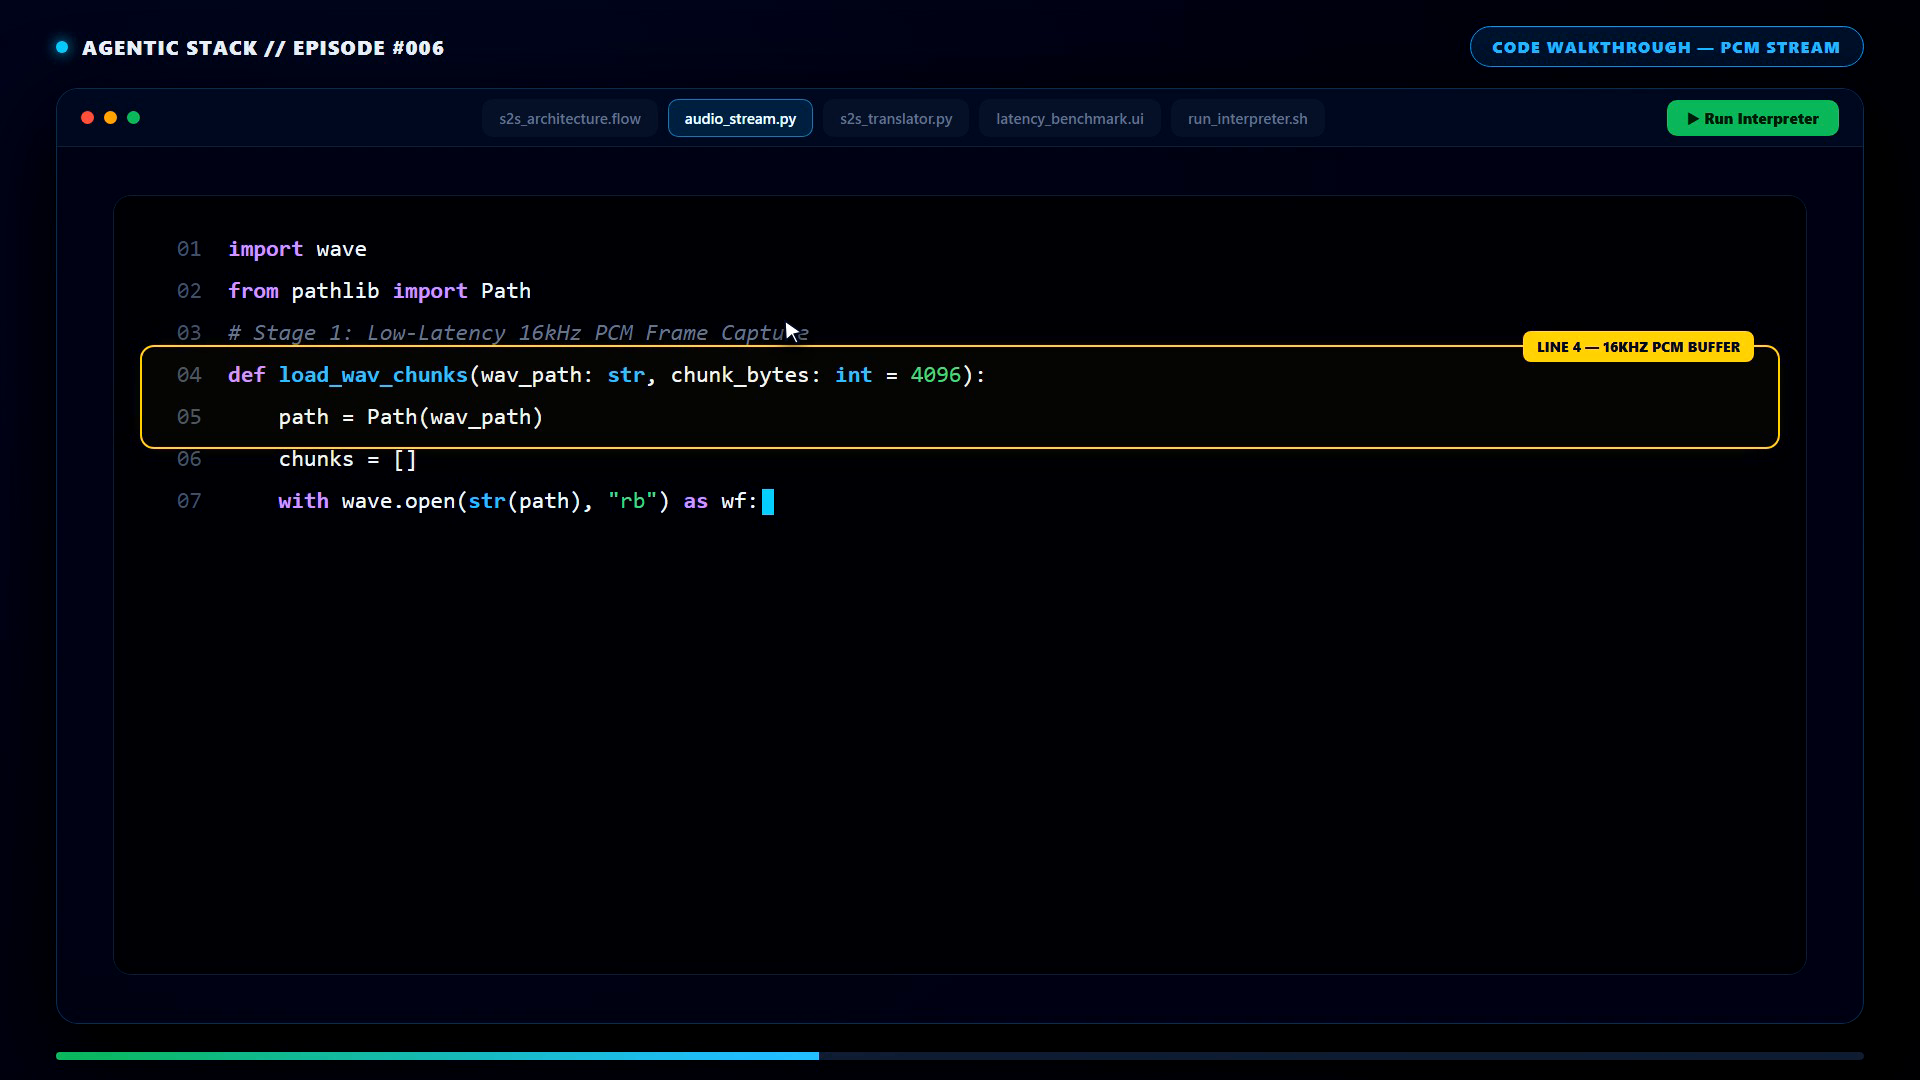 AGENTIC STACK // EPISODE #006
CODE WALKTHROUGH — PCM STREAM
s2s_architecture.flow
audio_stream.py
s2s_translator.py
latency_benchmark.ui
run_interpreter.sh
▶ Run Interpreter
01 import wave
02 from pathlib import Path
03 # Stage 1: Low-Latency 16kHz PCM Frame Capture
LINE 4 — 16KHZ PCM BUFFER
04 def load_wav_chunks(wav_path: str, chunk_bytes: int = 4096):
05     path = Path(wav_path)
06     chunks = []
07     with wave.open(str(path), "rb") as wf: